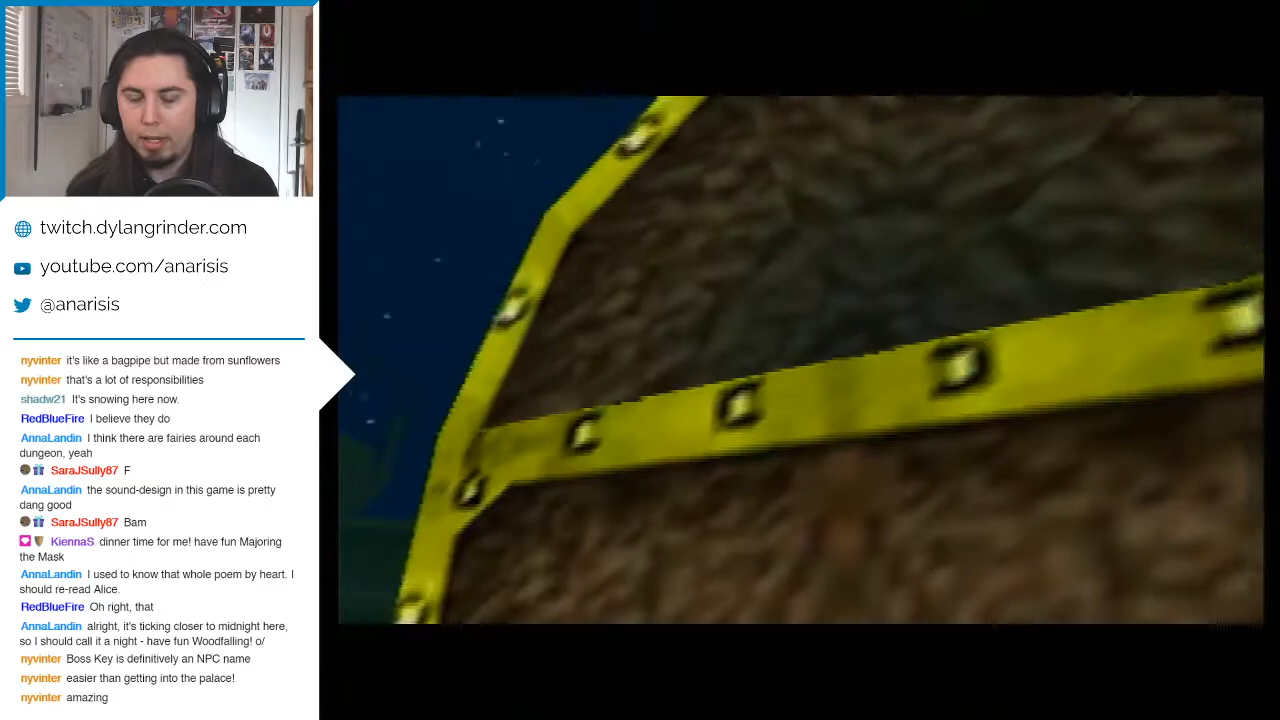 twitch.dylangrinder.com
youtube.com/anarisis
@anarisis
nyvinter it's like a bagpipe but made from sunflowers
nyvinter that's a lot of responsibilities
shadw21 It's snowing here now.
RedBlueFire I believe they do
AnnaLandin I think there are fairies around each
dungeon, yeah
SaraJSully87 F
AnnaLandin the sound-design in this game is pretty
dang good
SaraJSully87 Bam
KiennaS dinner time for me! have fun Majoring
the Mask
AnnaLandin I used to know that whole poem by heart. I
should re-read Alice.
RedBlueFire Oh right, that
AnnaLandin alright, it's ticking closer to midnight here,
so I should call it a night - have fun Woodfalling! o/
nyvinter Boss Key is definitively an NPC name
nyvinter easier than getting into the palace!
nyvinter amazing